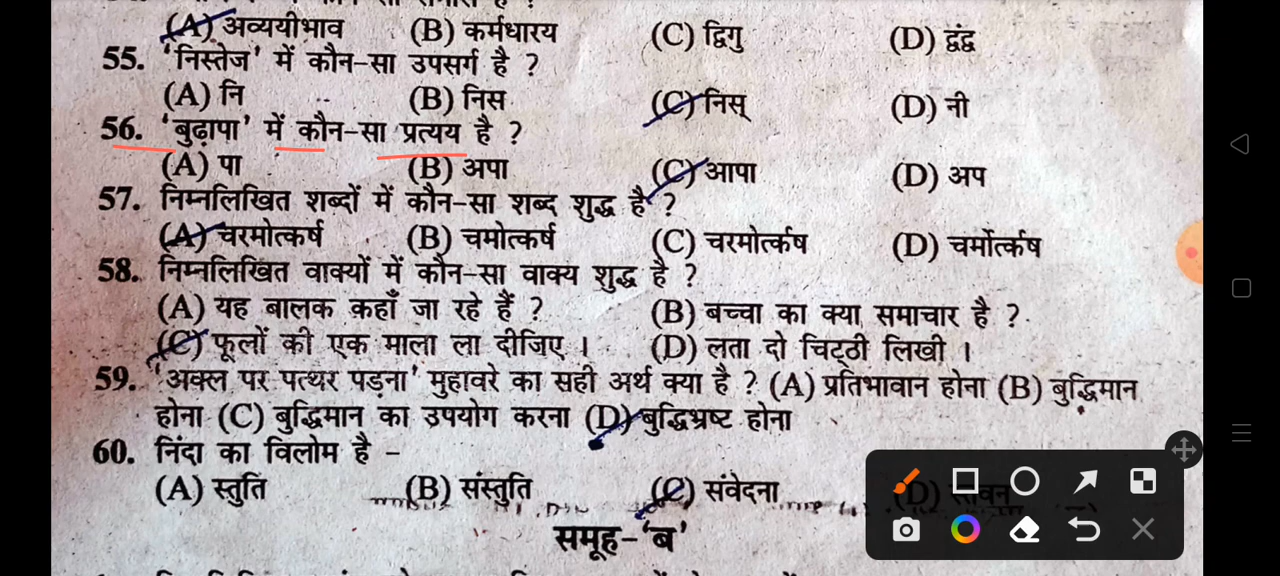 (A) अव्ययीभाव (B) कर्मधारय (C) द्विगु (D) द्वंद्व
55. 'निस्तेज' में कौन-सा उपसर्ग है ?
(A) नि (B) निस (C) निस् (D) नी
56. 'बुढ़ापा' में कौन-सा प्रत्यय है ?
(A) पा (B) अपा (C) आपा (D) अप
57. निम्नलिखित शब्दों में कौन-सा शब्द शुद्ध है ?
(A) चरमोत्कर्ष (B) चमोत्कर्ष (C) चरमोर्त्कष (D) चर्मोर्त्कष
58. निम्नलिखित वाक्यों में कौन-सा वाक्य शुद्ध है ?
(A) यह बालक कहाँ जा रहे हैं ? (B) बच्चा का क्या समाचार है ?
(C) फूलों की एक माला ला दीजिए । (D) लता दो चिट्ठी लिखी ।
59. 'अक्ल पर पत्थर पड़ना' मुहावरे का सही अर्थ क्या है ? (A) प्रतिभावान होना (B) बुद्धिमान
होना (C) बुद्धिमान का उपयोग करना (D) बुद्धिभ्रष्ट होना
60. निंदा का विलोम है –
(A) स्तुति (B) संस्तुति (C) संवेदना (D)
समूह-'ब'